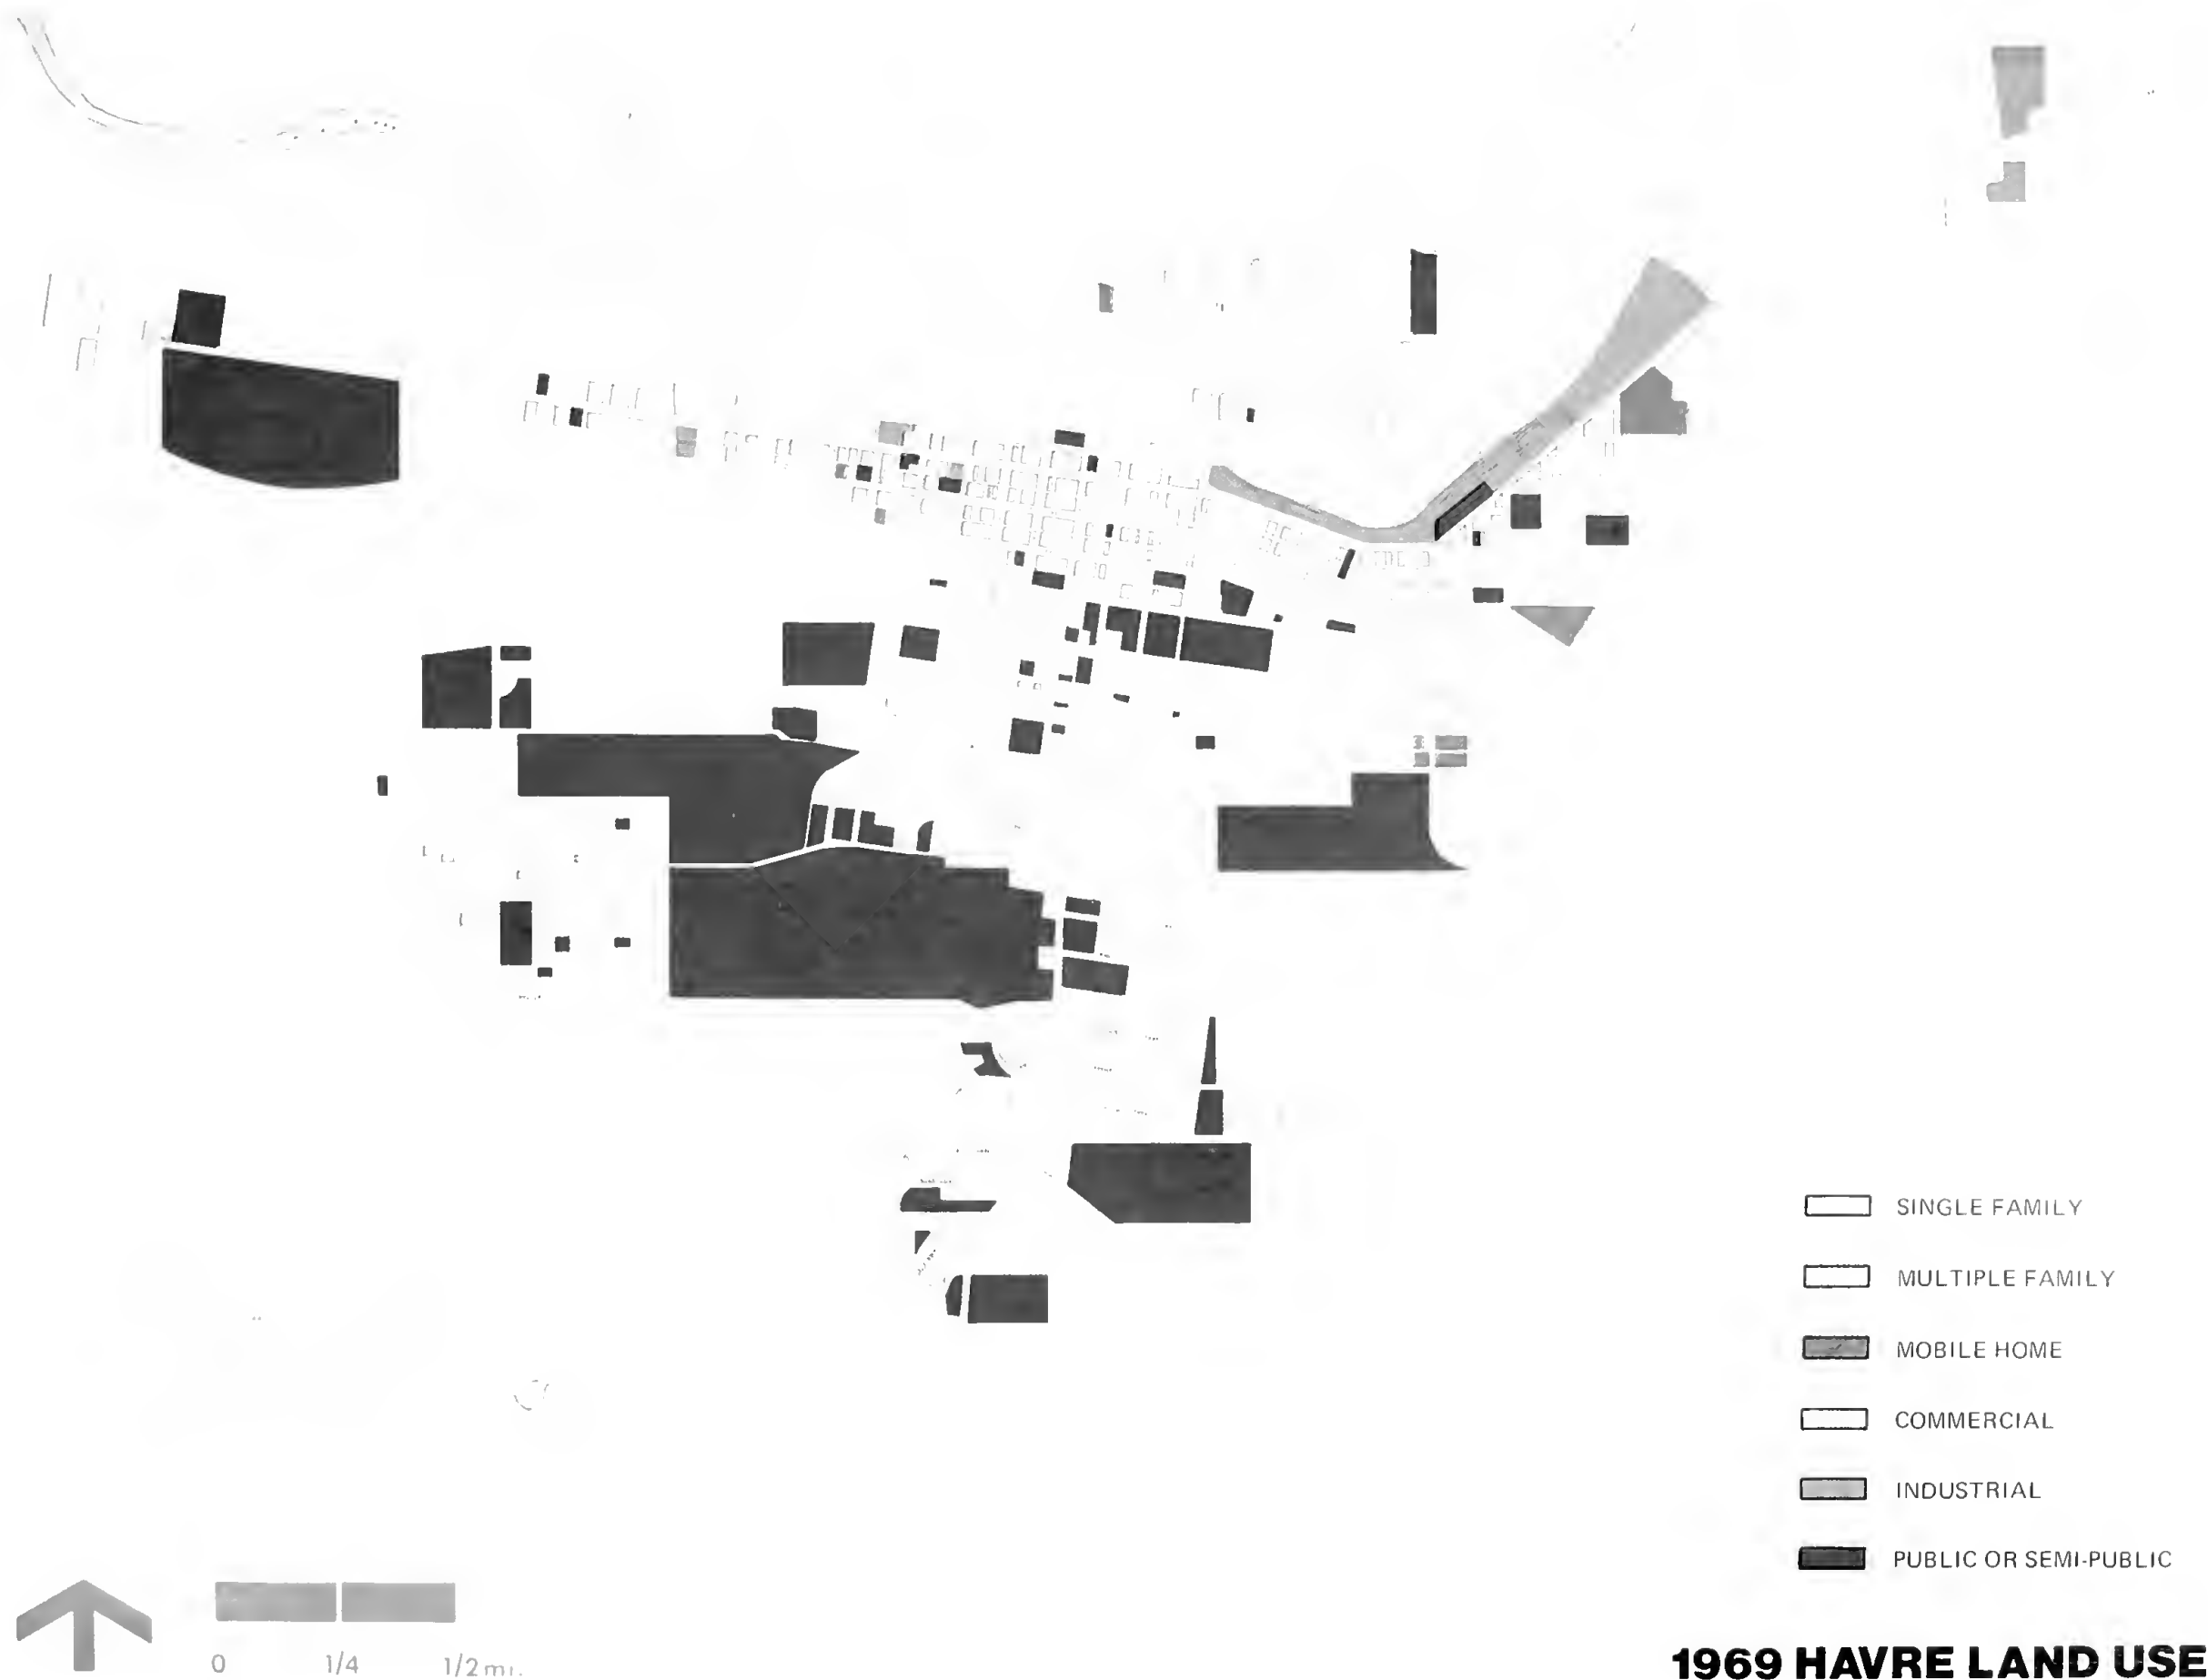 SINGLE FAMILY
MULTIPLE FAMILY
MOBILE HOME
COMMERCIAL
INDUSTRIAL
PUBLIC OR SEMI-PUBLIC
0 1/4 1/2 mi.
1969 HAVRE LAND USE